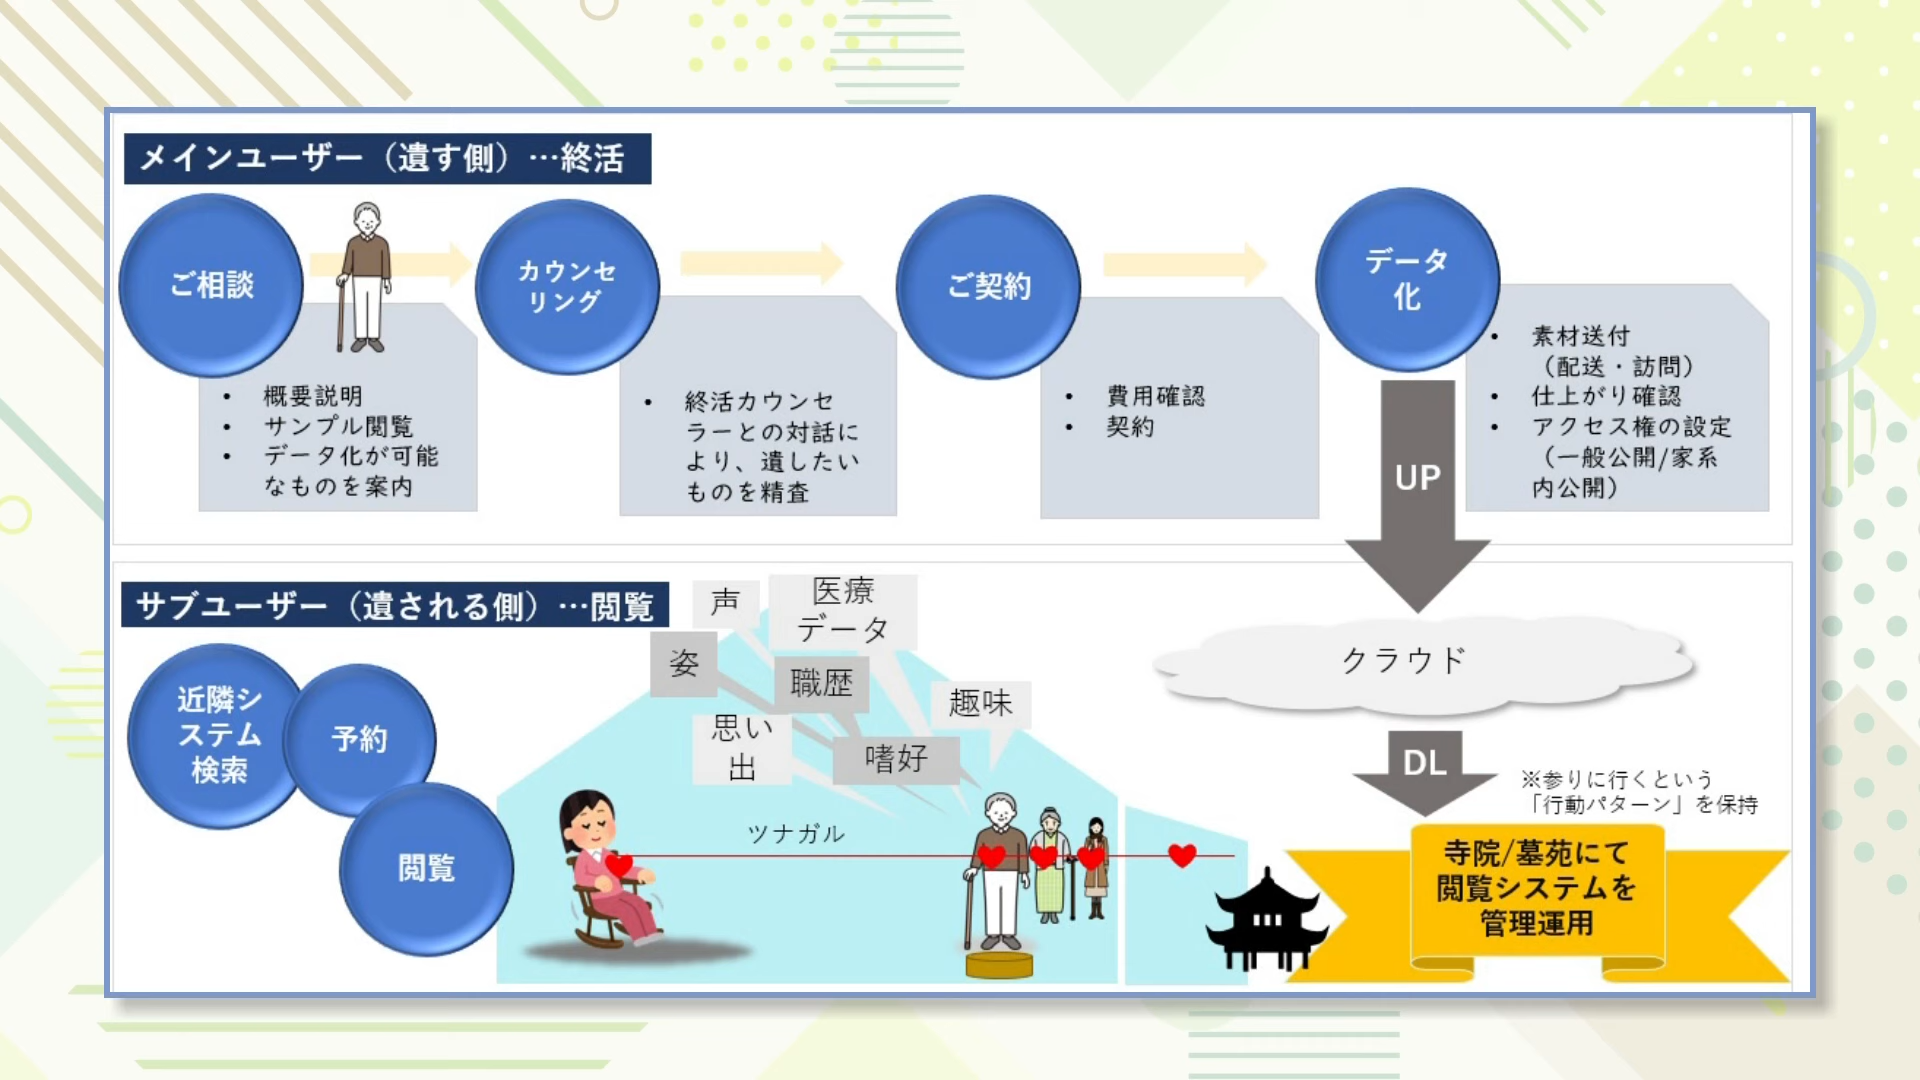 メインユーザー（遺す側）…終活
ご相談
・ 概要説明
・ サンプル閲覧
・ データ化が可能
なものを案内
カウンセ
リング
・ 終活カウンセ
ラーとの対話に
より、遺したい
ものを精査
ご契約
・ 費用確認
・ 契約
データ
化
・ 素材送付
（配送・訪問）
・ 仕上がり確認
・ アクセス権の設定
（一般公開/家系
内公開）
UP
サブユーザー（遺される側）…閲覧
近隣シ
ステム
検索
予約
閲覧
声
医療
データ
姿
職歴
趣味
思い
出
嗜好
ツナガル
クラウド
DL
※参りに行くという
「行動パターン」を保持
寺院/墓苑にて
閲覧システムを
管理運用